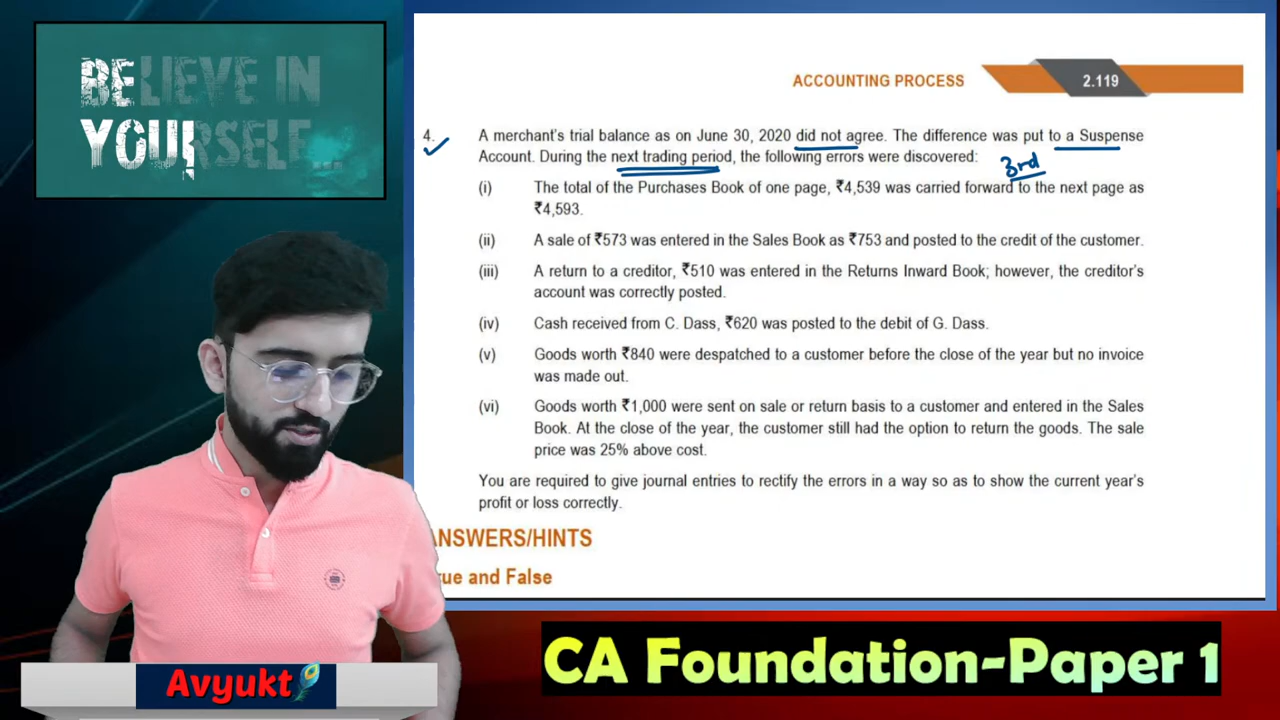 BELIEVE IN
YOURSELF...
ACCOUNTING PROCESS
2.119
4.
A merchant's trial balance as on June 30, 2020 did not agree. The difference was put to a Suspense
Account. During the next trading period, the following errors were discovered:
3rd
(i) The total of the Purchases Book of one page, ₹4,539 was carried forward to the next page as
₹4,593.
(ii) A sale of ₹573 was entered in the Sales Book as ₹753 and posted to the credit of the customer.
(iii) A return to a creditor, ₹510 was entered in the Returns Inward Book; however, the creditor's
account was correctly posted.
(iv) Cash received from C. Dass, ₹620 was posted to the debit of G. Dass.
(v) Goods worth ₹840 were despatched to a customer before the close of the year but no invoice
was made out.
(vi) Goods worth ₹1,000 were sent on sale or return basis to a customer and entered in the Sales
Book. At the close of the year, the customer still had the option to return the goods. The sale
price was 25% above cost.
You are required to give journal entries to rectify the errors in a way so as to show the current year's
profit or loss correctly.
ANSWERS/HINTS
rue and False
Avyukt
CA Foundation-Paper 1